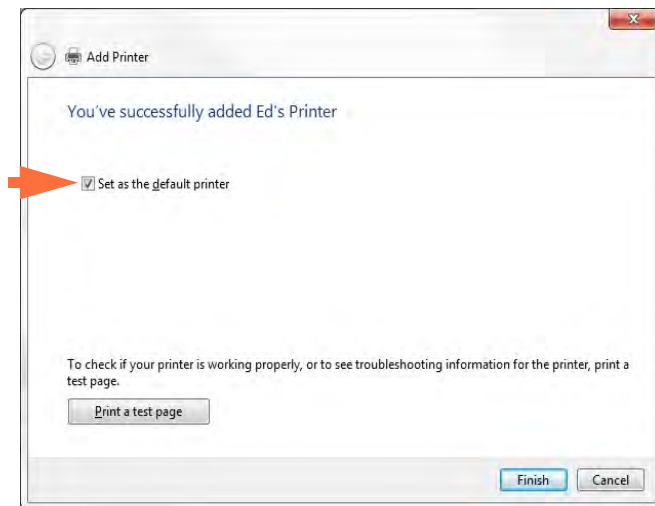 Add Printer
You've successfully added Ed's Printer
Set as the default printer
To check if your printer is working properly, or to see troubleshooting information for the printer, print a
test page.
Print a test page
Finish
Cancel